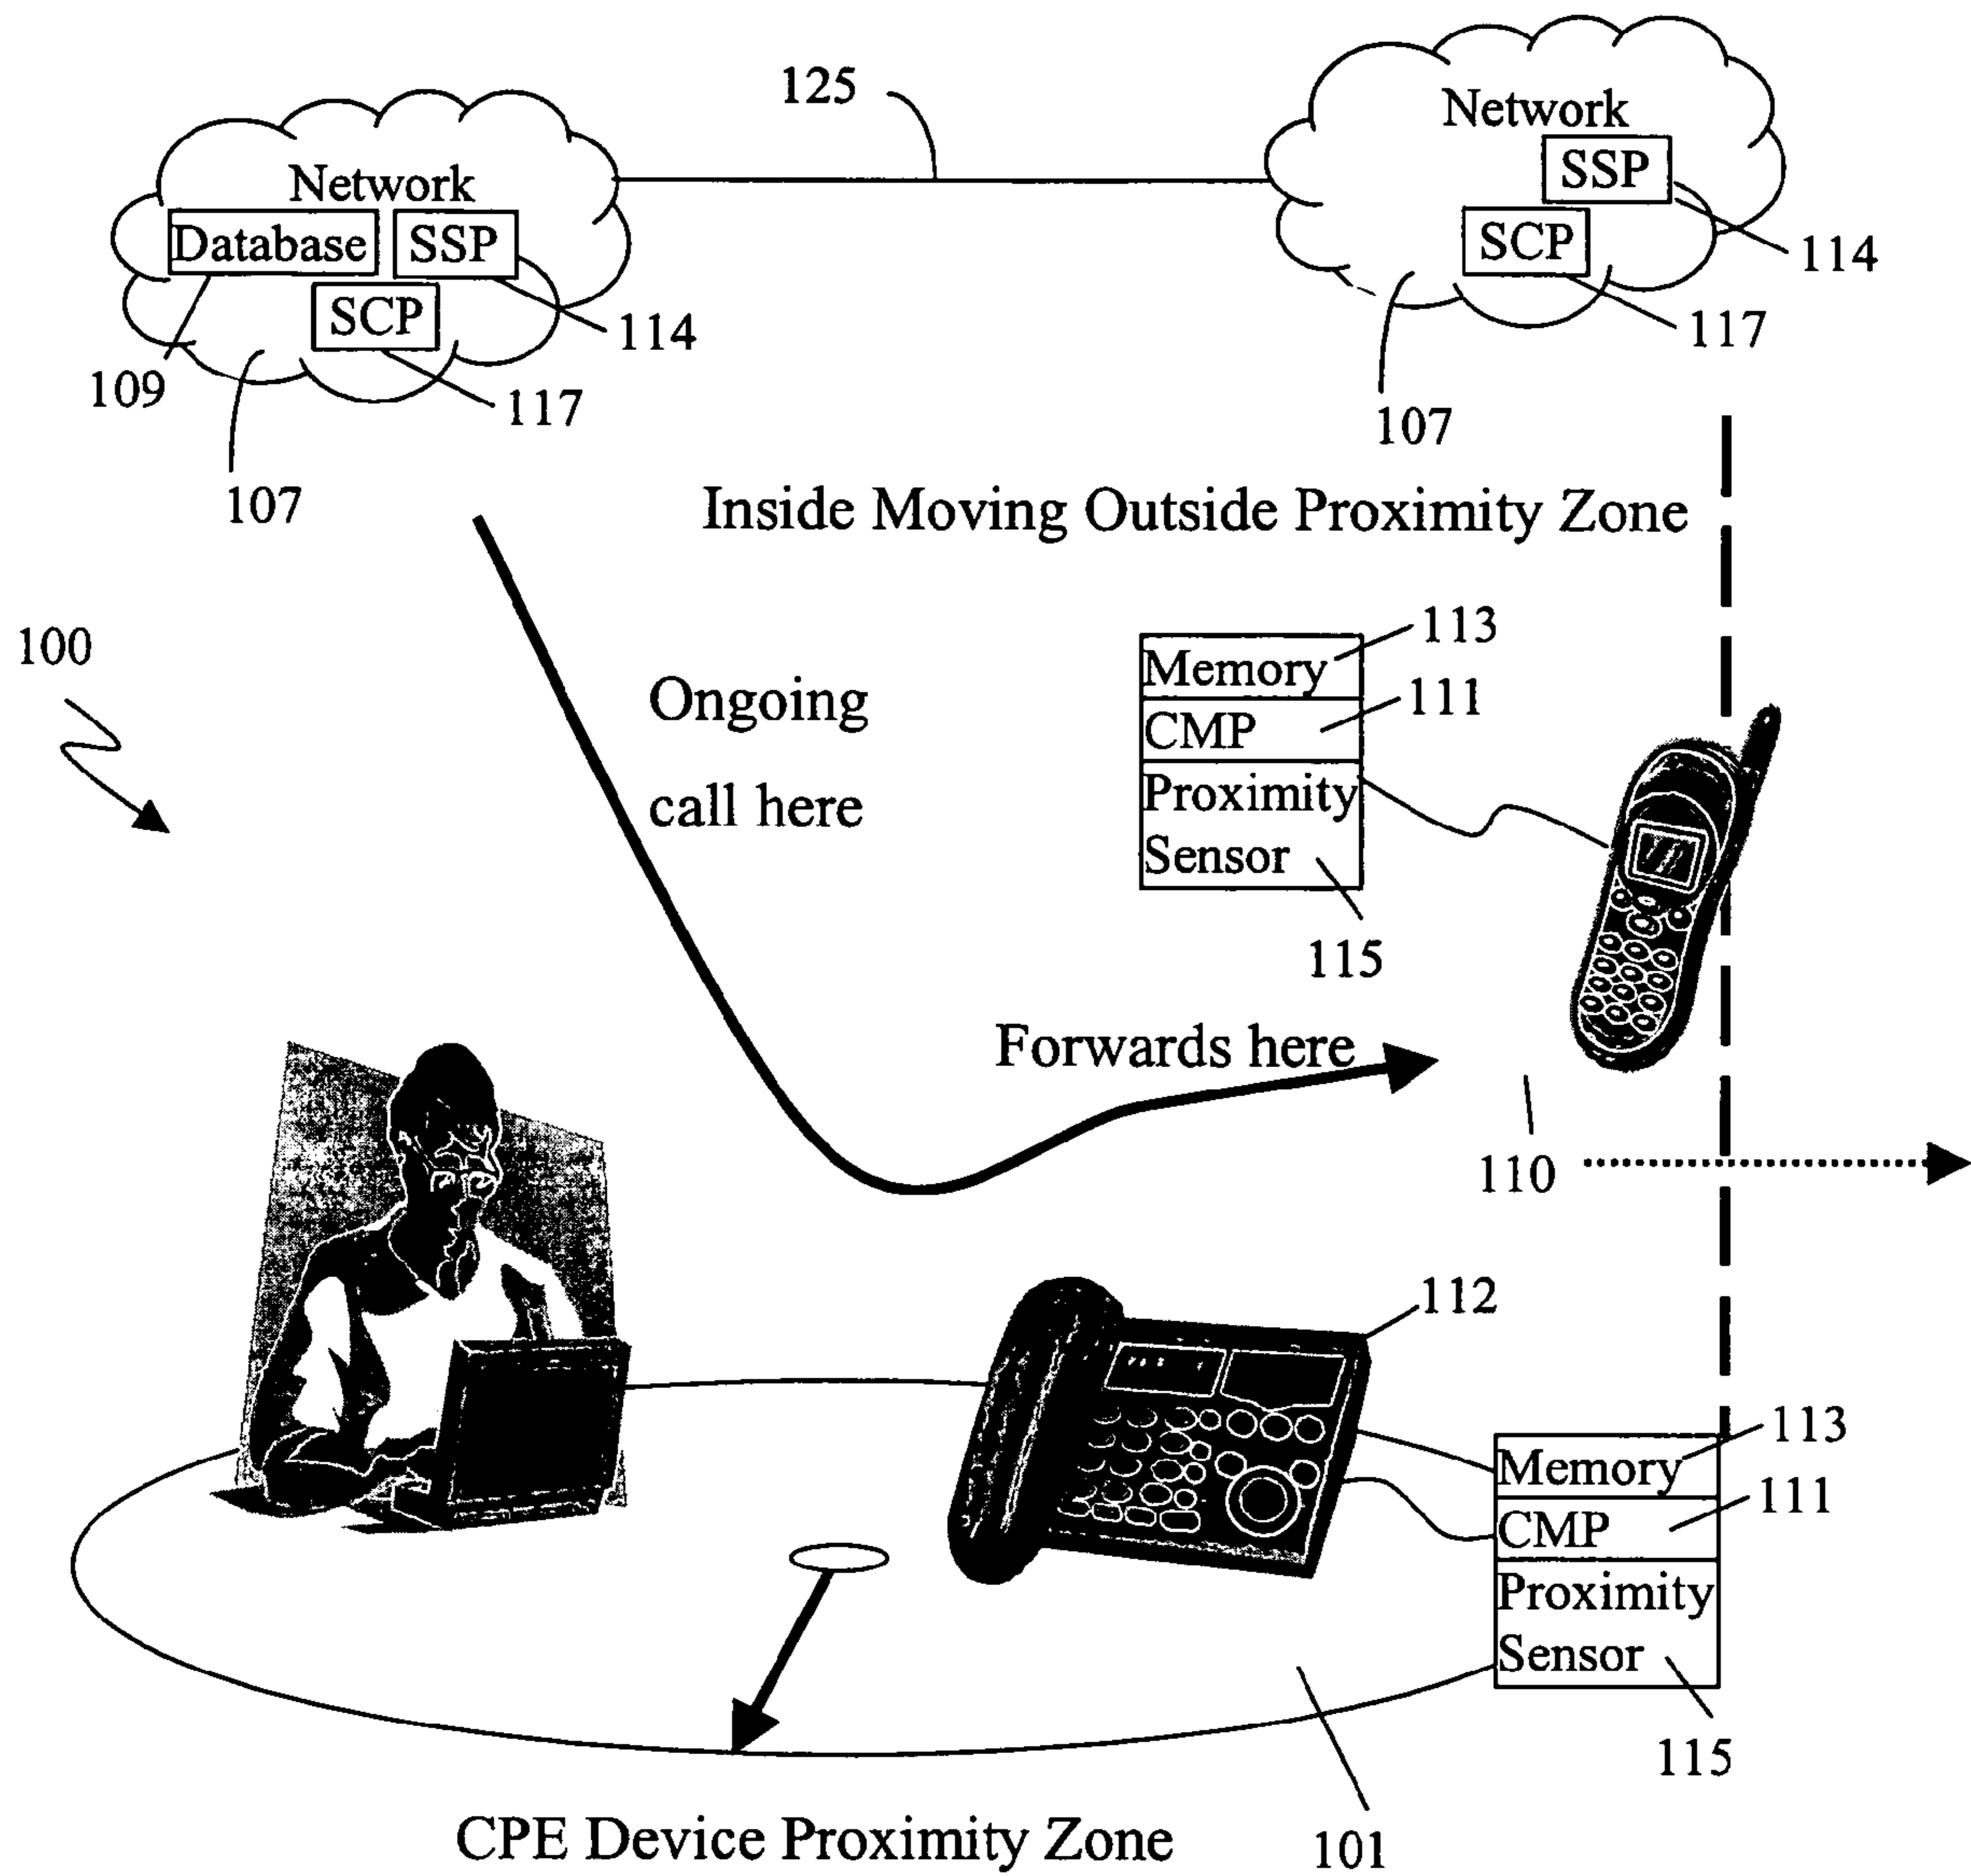 125
Network
SSP
SCP
114
117
107
Network
Database
SSP
SCP
114
109
117
107
Inside Moving Outside Proximity Zone
100
Ongoing
call here
Memory
113
CMP
111
Proximity
Sensor
115
Forwards here
110
112
Memory
113
CMP
111
Proximity
Sensor
115
CPE Device Proximity Zone
101